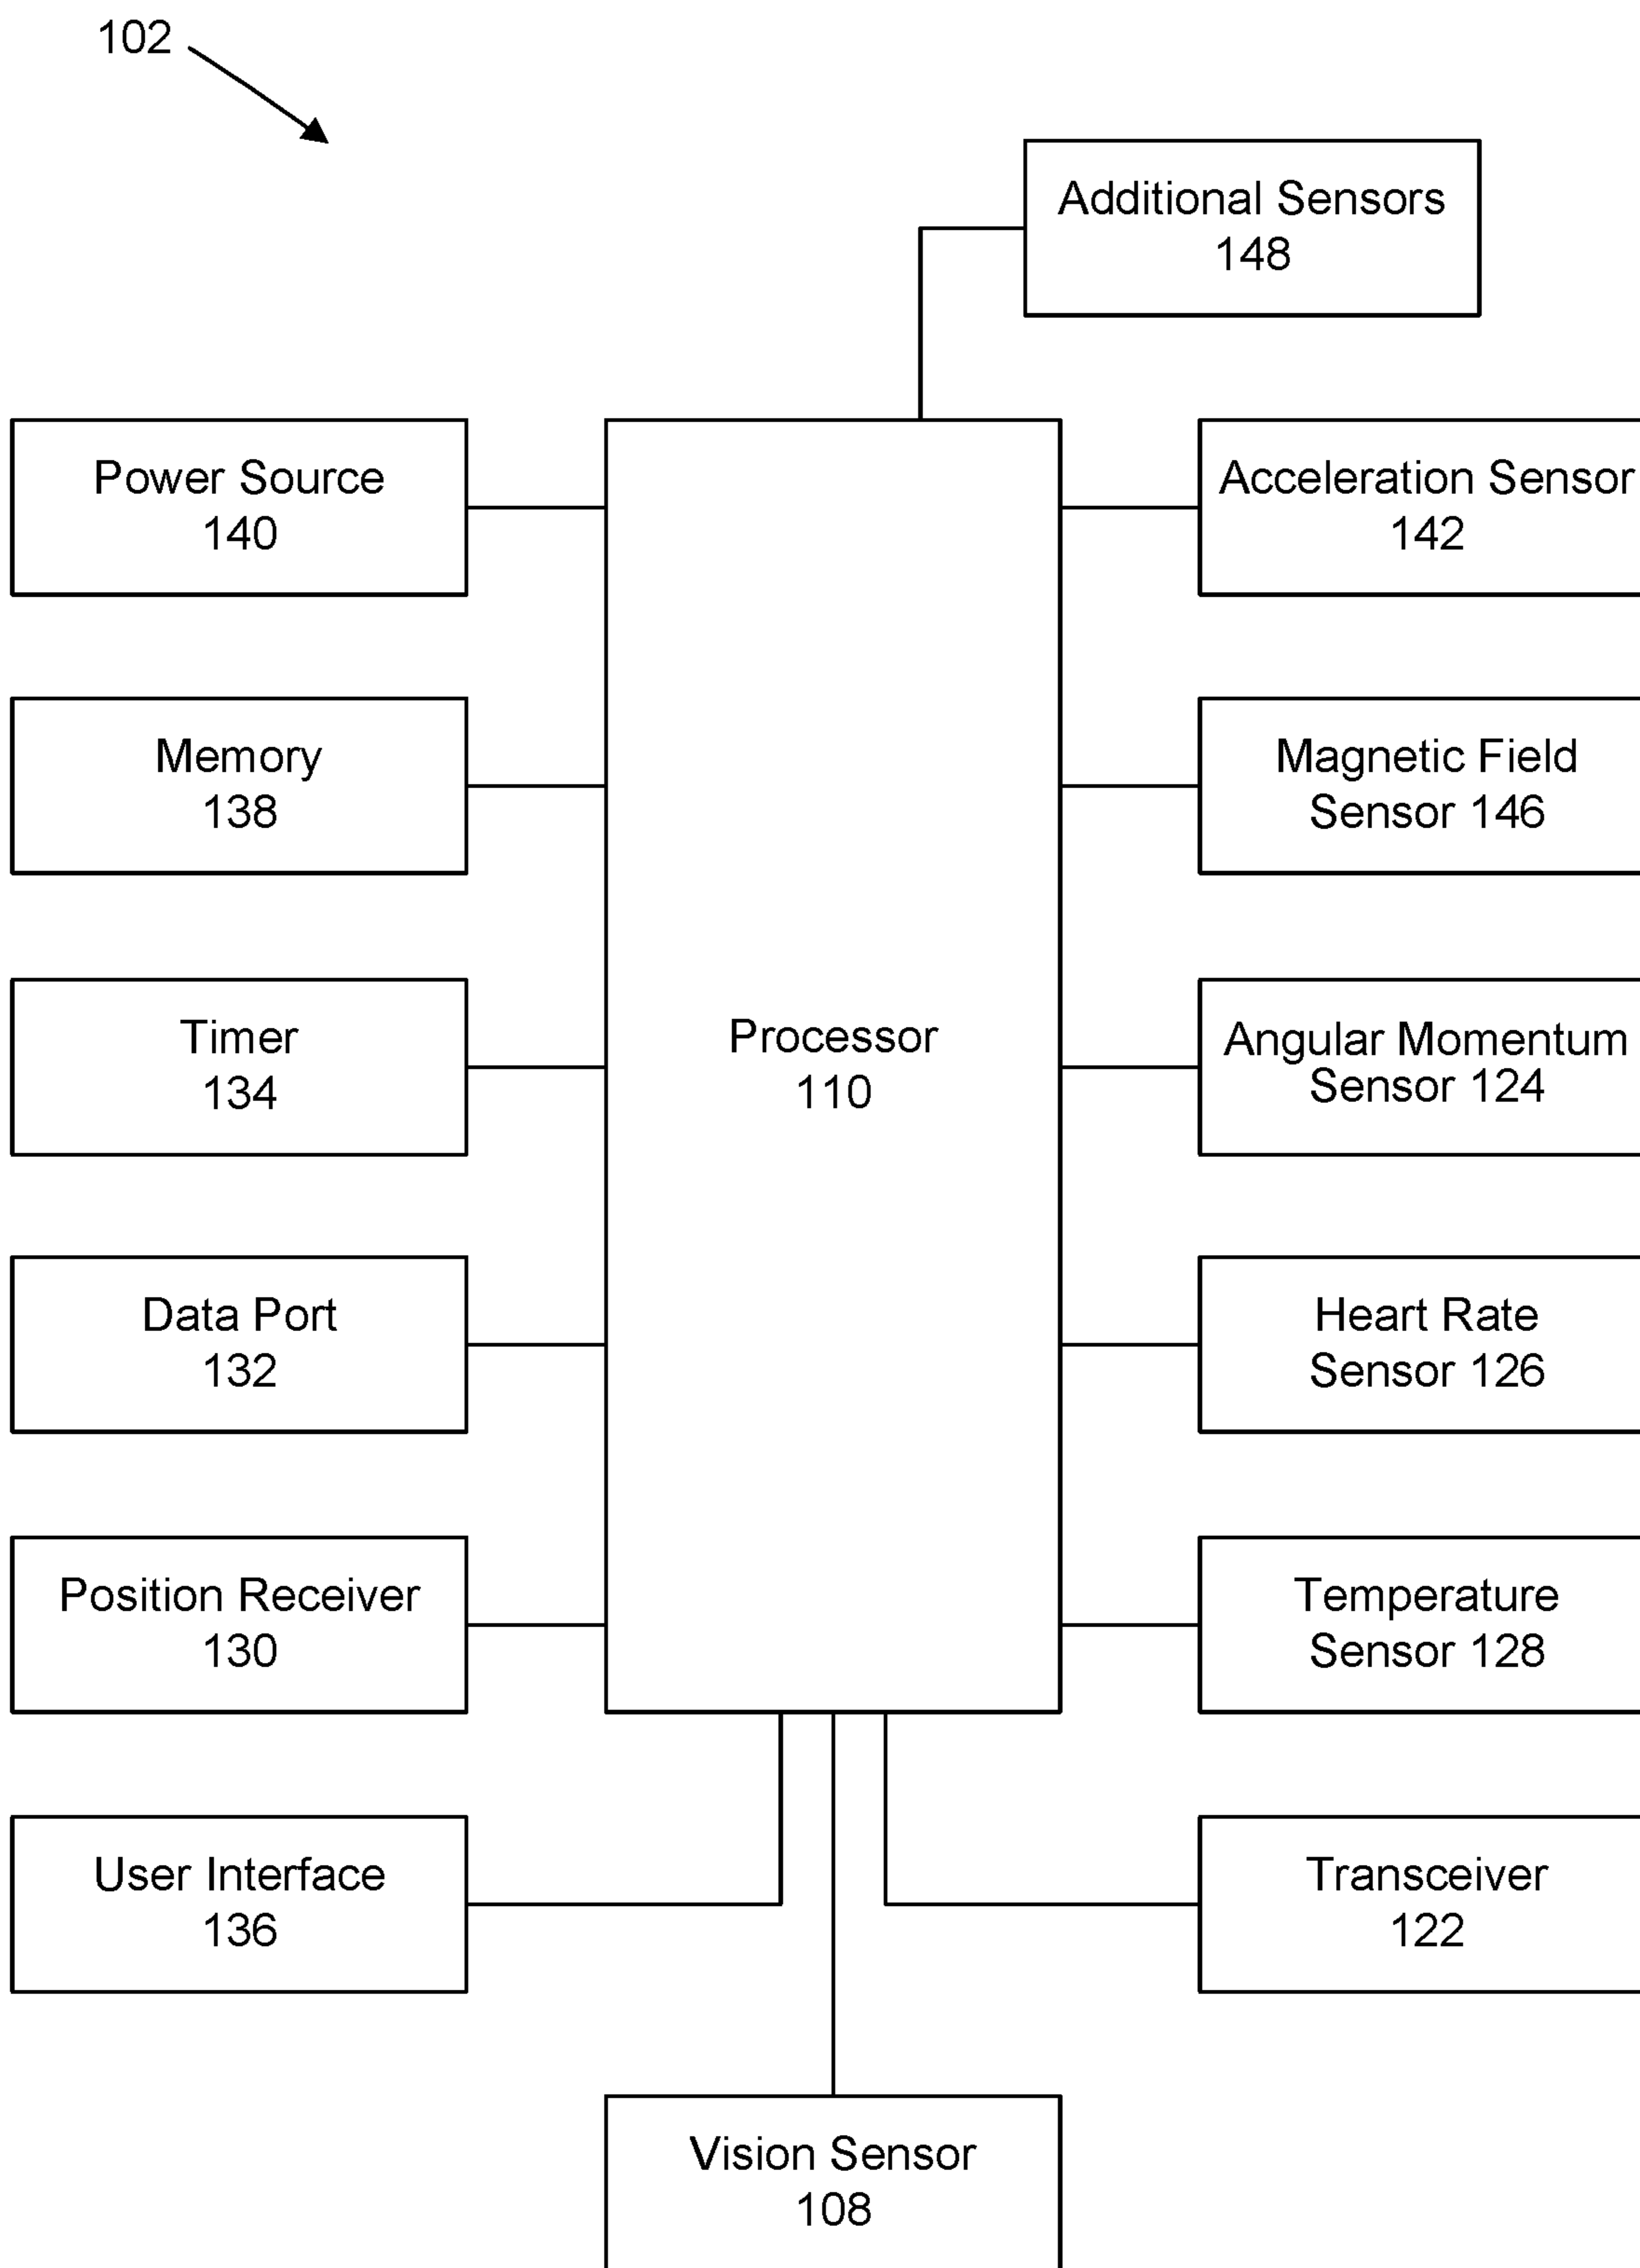 102
Additional Sensors
148
Power Source
140
Acceleration Sensor
142
Memory
138
Magnetic Field
Sensor 146
Timer
134
Processor
110
Angular Momentum
Sensor 124
Data Port
132
Heart Rate
Sensor 126
Position Receiver
130
Temperature
Sensor 128
User Interface
136
Transceiver
122
Vision Sensor
108